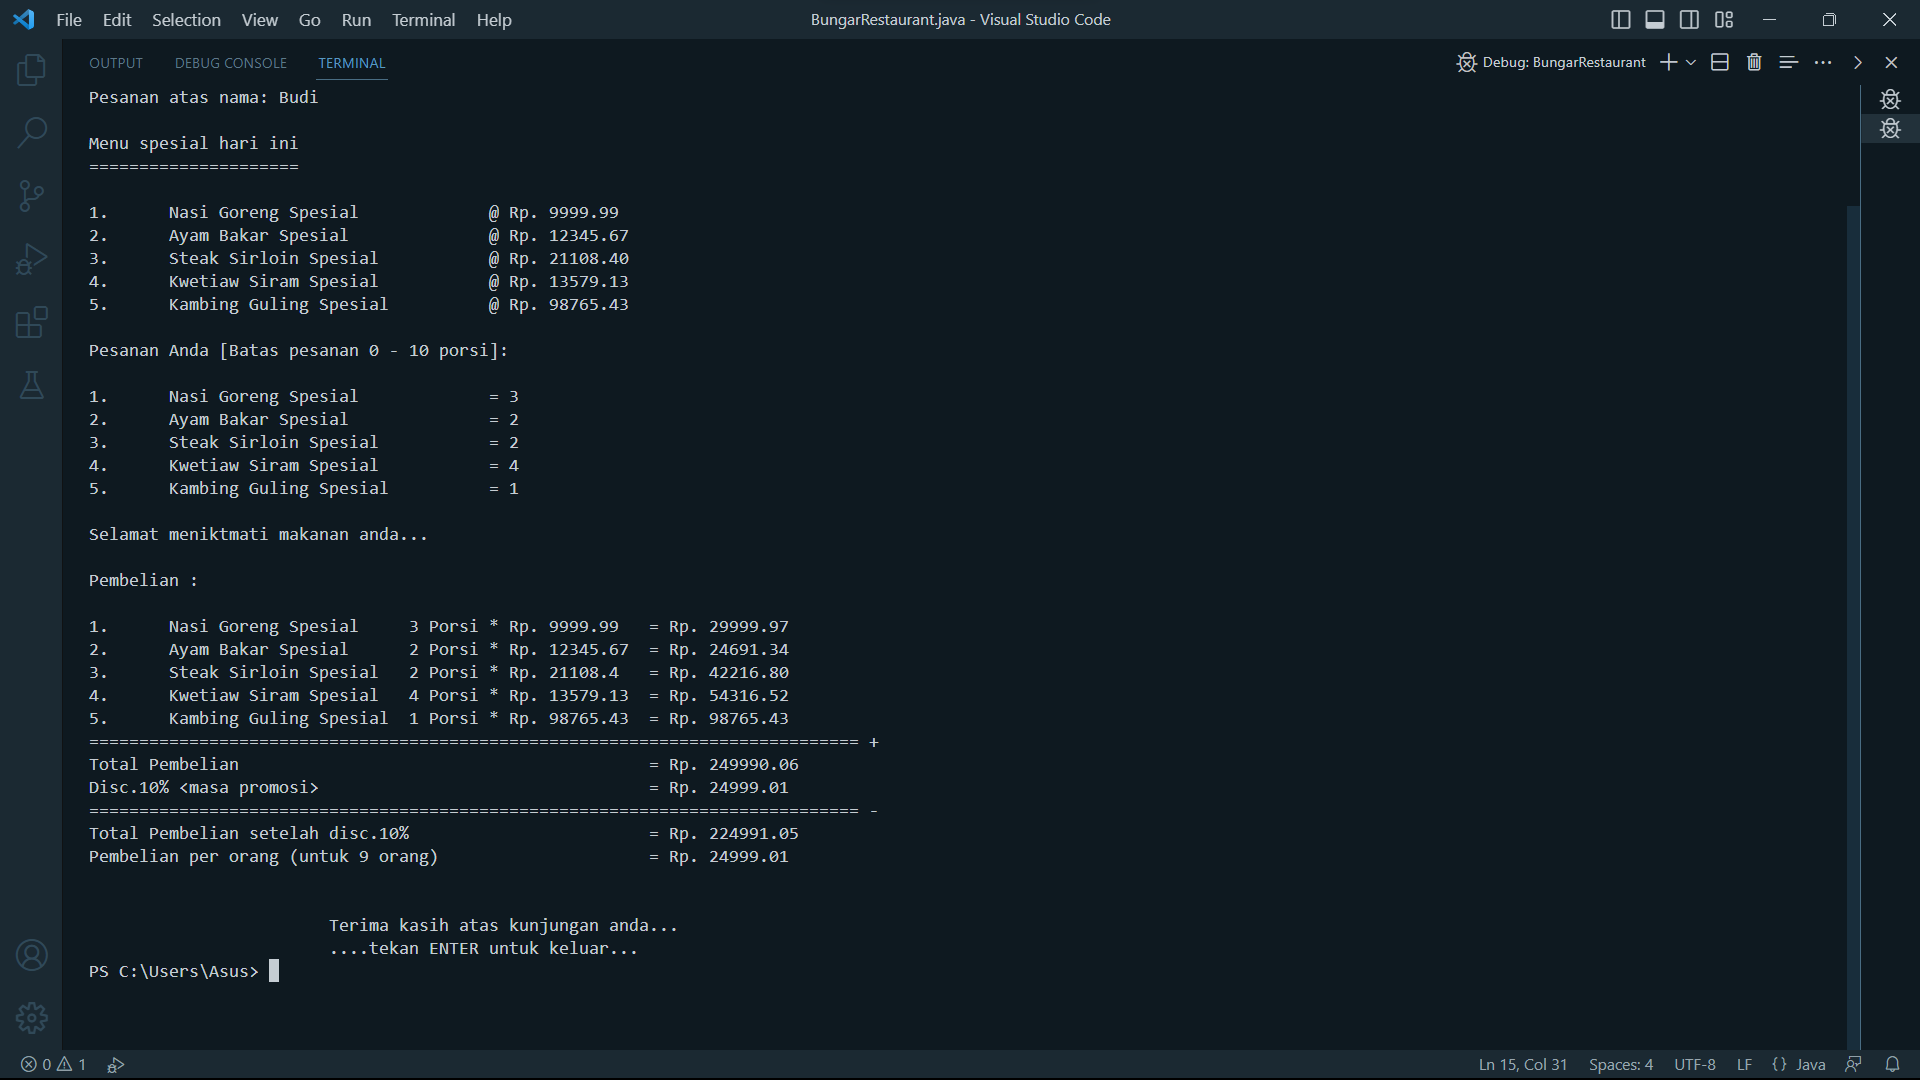 File Edit Selection View Go Run Terminal Help BungarRestaurant.java - Visual Studio Code
OUTPUT DEBUG CONSOLE TERMINAL Debug: BungarRestaurant
Pesanan atas nama: Budi
Menu spesial hari ini
=====================
1. Nasi Goreng Spesial @ Rp. 9999.99
2. Ayam Bakar Spesial @ Rp. 12345.67
3. Steak Sirloin Spesial @ Rp. 21108.40
4. Kwetiaw Siram Spesial @ Rp. 13579.13
5. Kambing Guling Spesial @ Rp. 98765.43
Pesanan Anda [Batas pesanan 0 - 10 porsi]:
1. Nasi Goreng Spesial = 3
2. Ayam Bakar Spesial = 2
3. Steak Sirloin Spesial = 2
4. Kwetiaw Siram Spesial = 4
5. Kambing Guling Spesial = 1
Selamat meniktmati makanan anda...
Pembelian :
1. Nasi Goreng Spesial 3 Porsi * Rp. 9999.99 = Rp. 29999.97
2. Ayam Bakar Spesial 2 Porsi * Rp. 12345.67 = Rp. 24691.34
3. Steak Sirloin Spesial 2 Porsi * Rp. 21108.4 = Rp. 42216.80
4. Kwetiaw Siram Spesial 4 Porsi * Rp. 13579.13 = Rp. 54316.52
5. Kambing Guling Spesial 1 Porsi * Rp. 98765.43 = Rp. 98765.43
============================================================================= +
Total Pembelian = Rp. 249990.06
Disc.10% <masa promosi> = Rp. 24999.01
============================================================================= -
Total Pembelian setelah disc.10% = Rp. 224991.05
Pembelian per orang (untuk 9 orang) = Rp. 24999.01
Terima kasih atas kunjungan anda...
....tekan ENTER untuk keluar...
PS C:\Users\Asus>
0 1 Ln 15, Col 31 Spaces: 4 UTF-8 LF {} Java